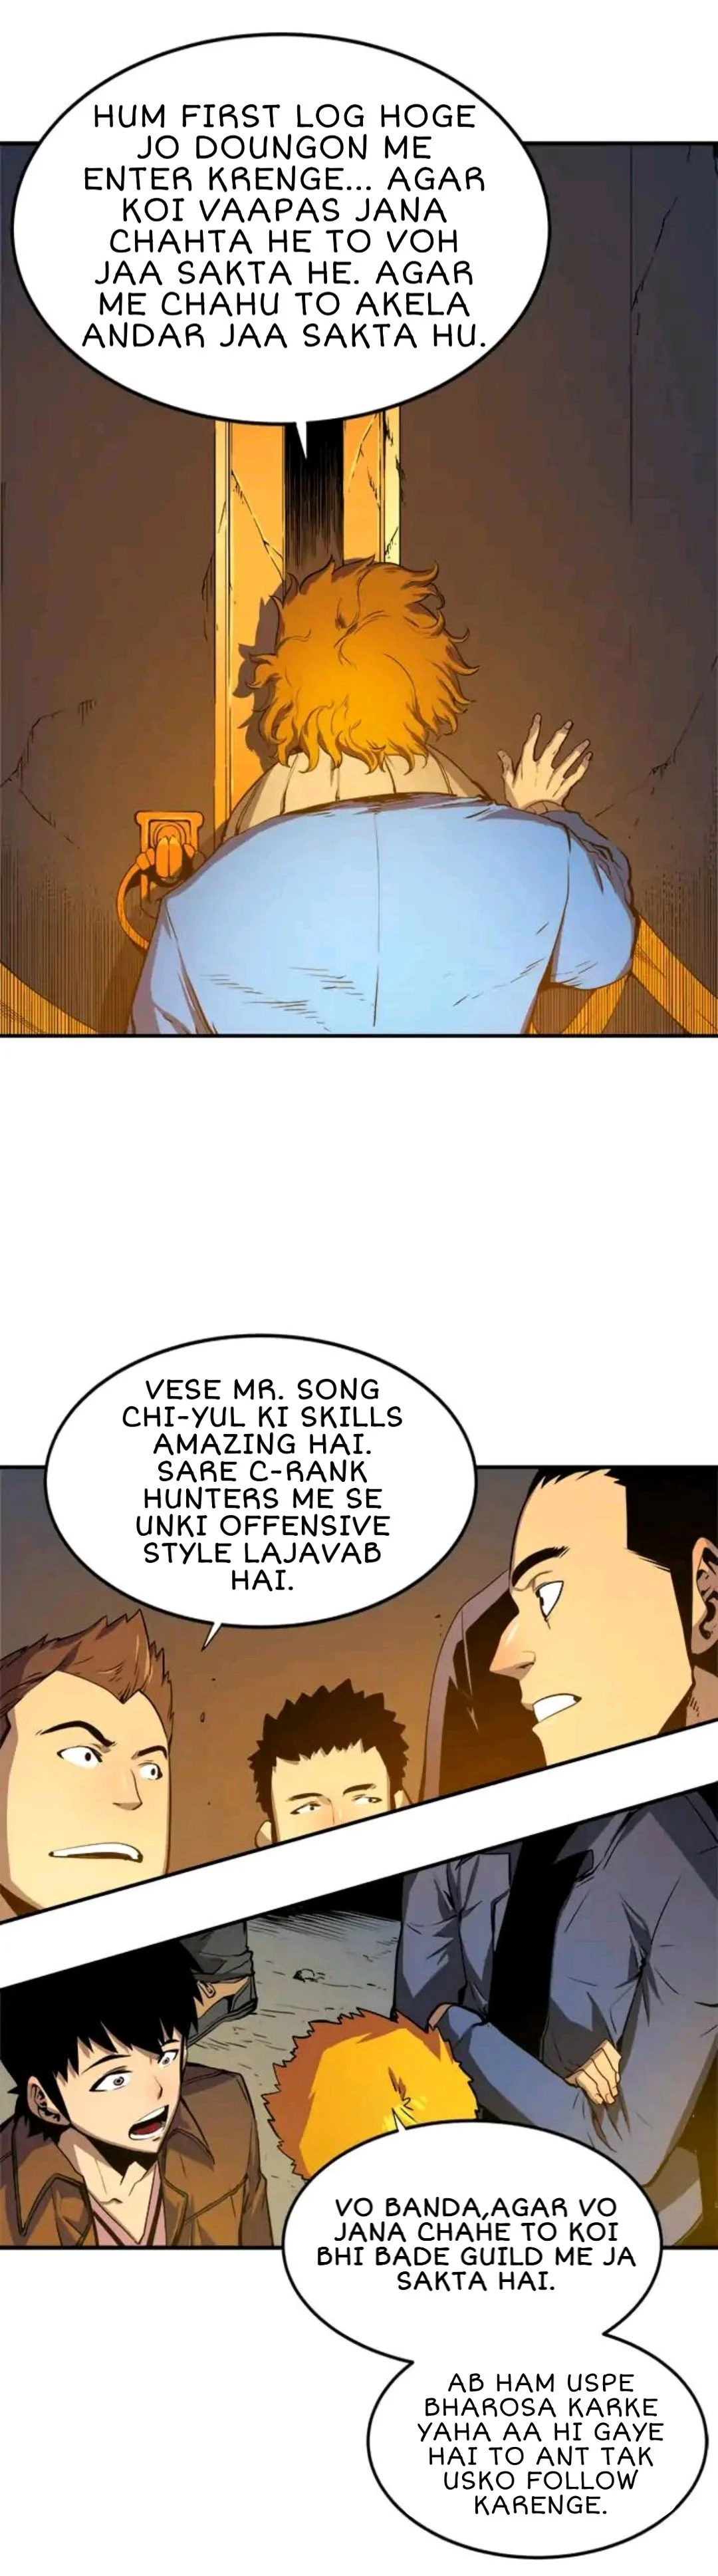 HUM FIRST LOG HOGE
JO DOUNGON ME
ENTER KRENGE... AGAR
KOI VAAPAS JANA
CHAHTA HE TO VOH
JAA SAKTA HE. AGAR
ME CHAHU TO AKELA
ANDAR JAA SAKTA HU.
VESE MR. SONG
CHI-YUL KI SKILLS
AMAZING HAI.
SARE C-RANK
HUNTERS ME SE
UNKI OFFENSIVE
STYLE LAJAVAB
HAI.
VO BANDA,AGAR VO
JANA CHAHE TO KOI
BHI BADE GUILD ME JA
SAKTA HAI.
AB HAM USPE
BHAROSA KARKE
YAHA AA HI GAYE
HAI TO ANT TAK
USKO FOLLOW
KARENGE.